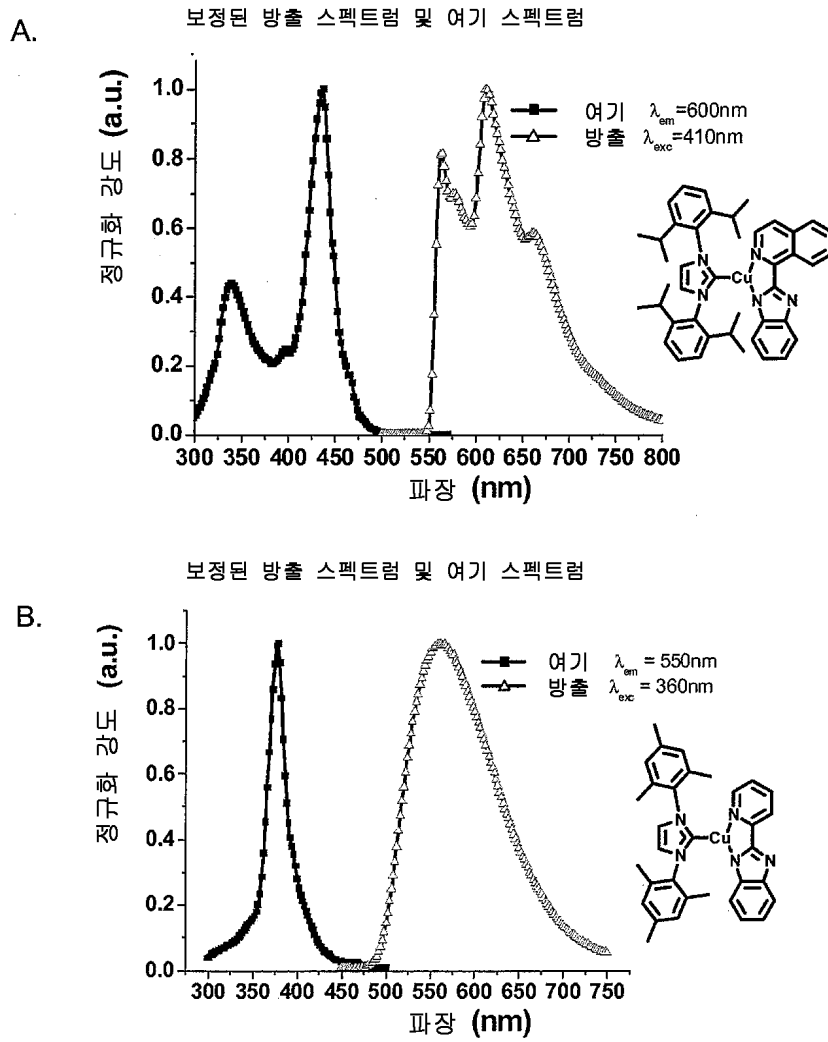 A.
보정된 방출 스펙트럼 및 여기 스펙트럼
정규화 강도 (a.u.)
1.0
0.8
0.6
0.4
0.2
0.0
300 350 400 450 500 550 600 650 700 750 800
파장 (nm)
여기 λem=600nm
방출 λexc=410nm
N
N
Cu
N
N
N
B.
보정된 방출 스펙트럼 및 여기 스펙트럼
정규화 강도 (a.u.)
1.0
0.8
0.6
0.4
0.2
0.0
300 350 400 450 500 550 600 650 700 750
파장 (nm)
여기 λem = 550nm
방출 λexc = 360nm
N
N
Cu
N
N
N